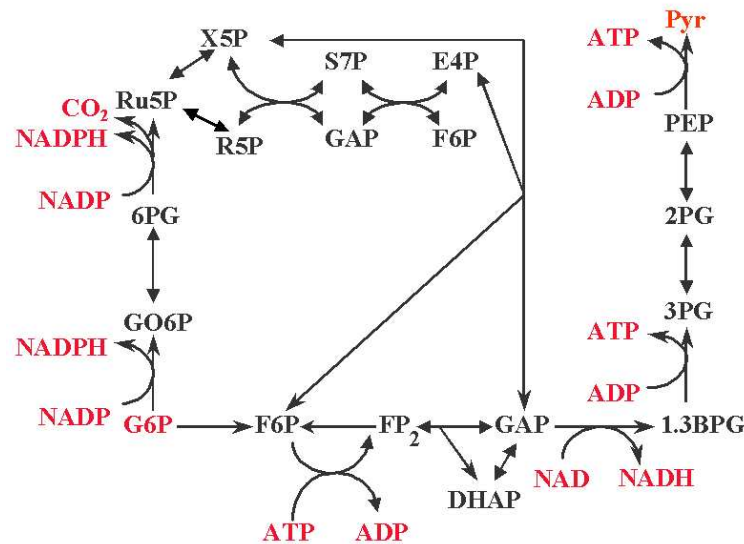 Pyr
X5P
ATP
S7P
E4P
ADP
CO₂
Ru5P
NADPH
R5P
GAP
F6P
PEP
NADP
6PG
2PG
GO6P
3PG
NADPH
ATP
NADP
ADP
G6P
F6P
FP₂
GAP
1.3BPG
DHAP
NAD
NADH
ATP
ADP